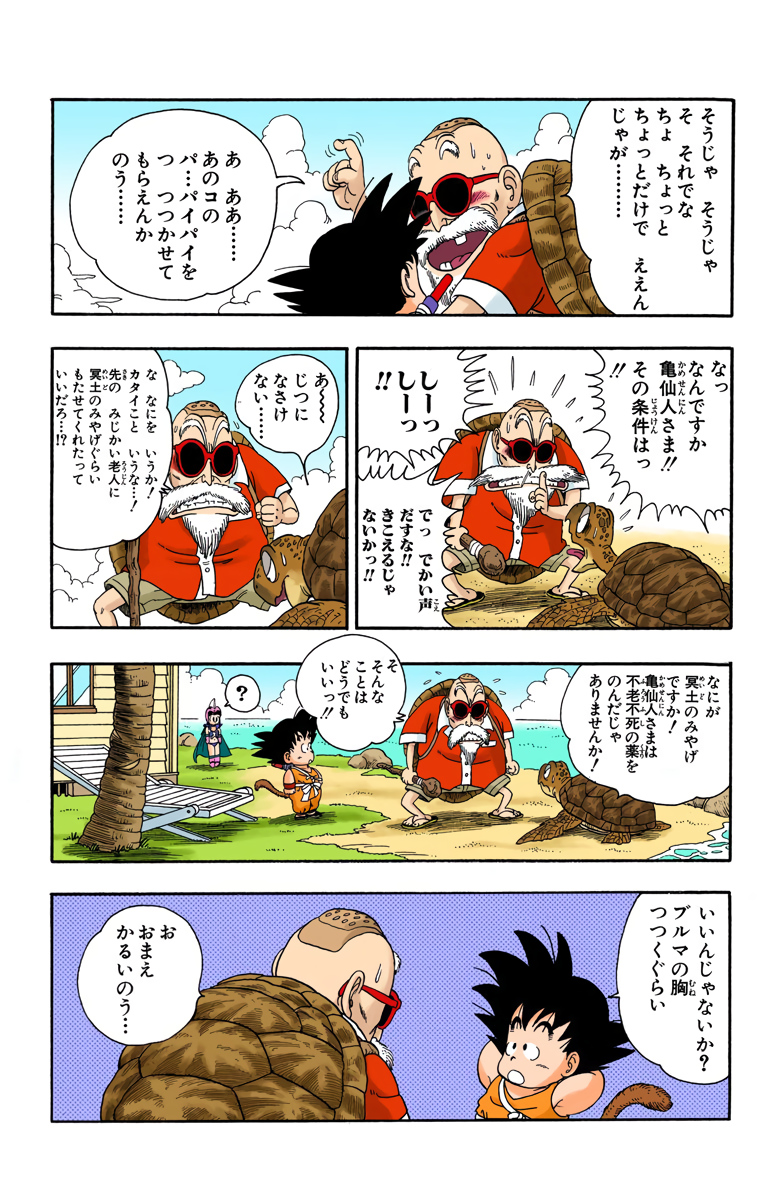 そうじゃ　そうじゃ
そ　それでな
ちょ　ちょっと
ちょっとだけで　ええん
じゃが………
あ　ああ……
あのコの
パ…パイパイを
つ　つつかせて
もらえんか
のう……
なっ
なんですか
亀仙人さま!!
その条件はっ
!!
しーっ
しーっ
!!
でっ　でかい声
だすな!!
きこえるじゃ
ないかっ!!
あ〜〜
じつに
なさけ
ない……
な　なにを　いうか!
カタイこと　いうな…!
先の　みじかい老人に
冥土のみやげぐらい
もたせてくれたって
いいだろ…!?
なにが
冥土のみやげ
ですか!
亀仙人さまは
不老不死の薬を
のんだじゃ
ありませんか!
そ
そんな
ことは
どうでも
いいっ!!
?
いいんじゃないか?
ブルマの胸
つつくぐらい
お
おまえ
かるいのう…